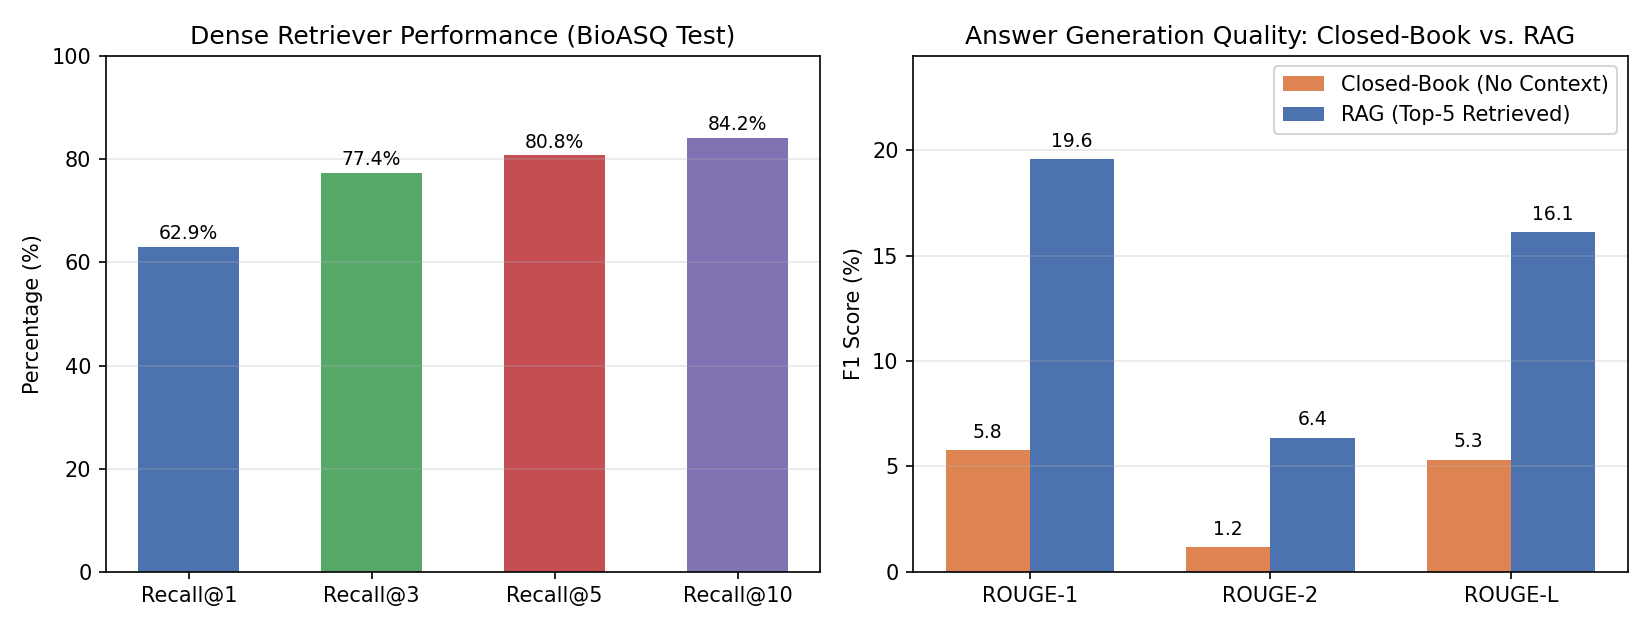 Dense Retriever Performance (BioASQ Test)
Percentage (%)
100
80
60
40
20
0
62.9%
77.4%
80.8%
84.2%
Recall@1
Recall@3
Recall@5
Recall@10
Answer Generation Quality: Closed-Book vs. RAG
Closed-Book (No Context)
RAG (Top-5 Retrieved)
F1 Score (%)
20
15
10
5
0
5.8
19.6
1.2
6.4
5.3
16.1
ROUGE-1
ROUGE-2
ROUGE-L